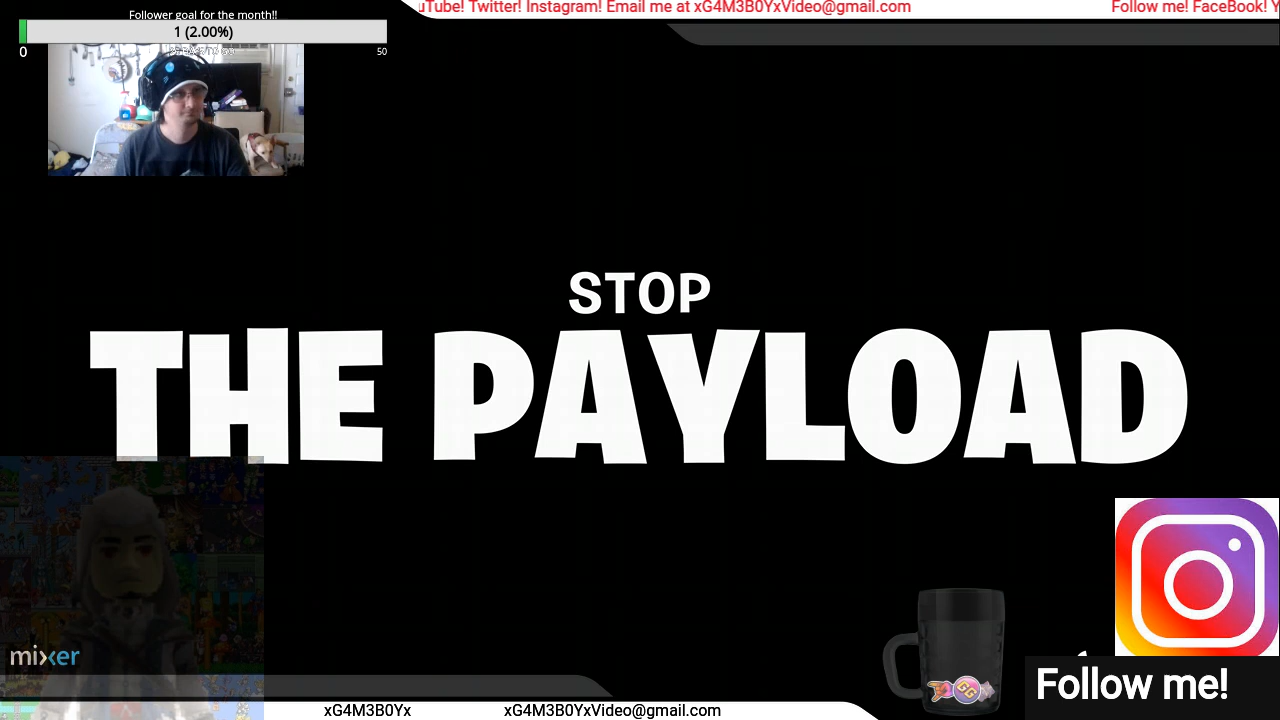 Follower goal for the month!!
1 (2.00%)
0
50
uTube! Twitter! Instagram! Email me at xG4M3B0YxVideo@gmail.com
Follow me! FaceBook! Y
STOP
THE PAYLOAD
mixer
GG
Follow me!
xG4M3B0Yx
xG4M3B0YxVideo@gmail.com